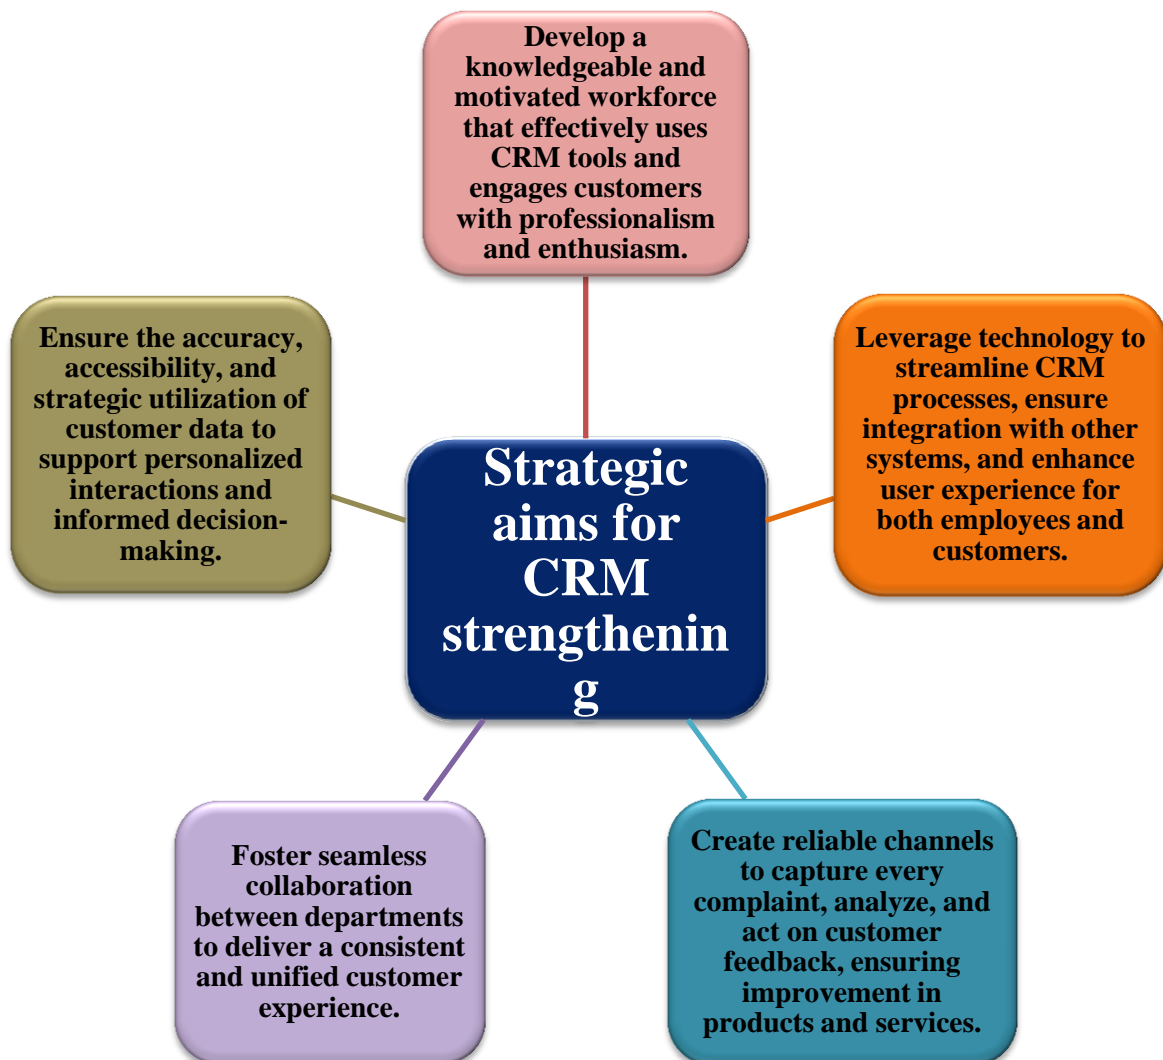 Develop a
knowledgeable and
motivated workforce
that effectively uses
CRM tools and
engages customers
with professionalism
and enthusiasm.
Ensure the accuracy,
accessibility, and
strategic utilization of
customer data to
support personalized
interactions and
informed decision-
making.
Leverage technology to
streamline CRM
processes, ensure
integration with other
systems, and enhance
user experience for
both employees and
customers.
Strategic
aims for
CRM
strengthenin
g
Foster seamless
collaboration
between departments
to deliver a consistent
and unified customer
experience.
Create reliable channels
to capture every
complaint, analyze, and
act on customer
feedback, ensuring
improvement in
products and services.